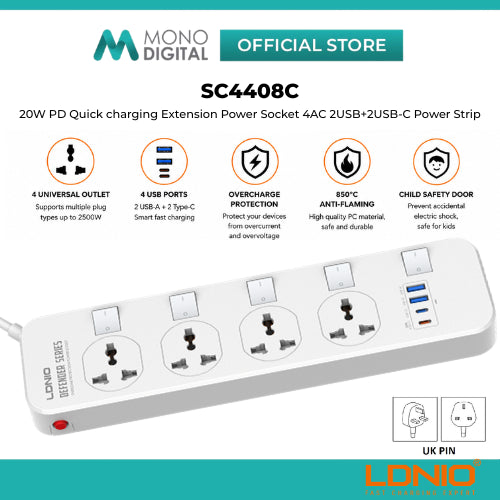 MONO
DIGITAL
OFFICIAL STORE
SC4408C
20W PD Quick charging Extension Power Socket 4AC 2USB+2USB-C Power Strip
4 UNIVERSAL OUTLET
Supports multiple plug
types up to 2500W
4 USB PORTS
2 USB-A + 2 Type-C
Smart fast charging
OVERCHARGE
PROTECTION
Protect your devices
from overcurrent
and overvoltage
850°C
ANTI-FLAMING
High quality PC material,
safe and durable
CHILD SAFETY DOOR
Prevent accidental
electric shock,
safe for kids
LDNIO
DEFENDER SERIES
UK PIN
LDNIO®